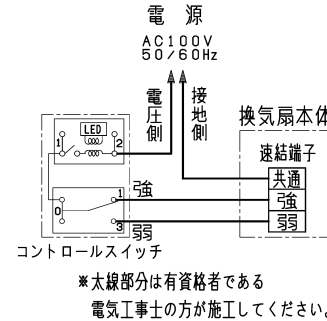 電源
AC100V
50/60Hz
電圧側
接地側
換気扇本体
速結端子
共通
強
弱
LED
1
2
強
1
0
3
弱
コントロールスイッチ
※太線部分は有資格者である
電気工事士の方が施工してください。